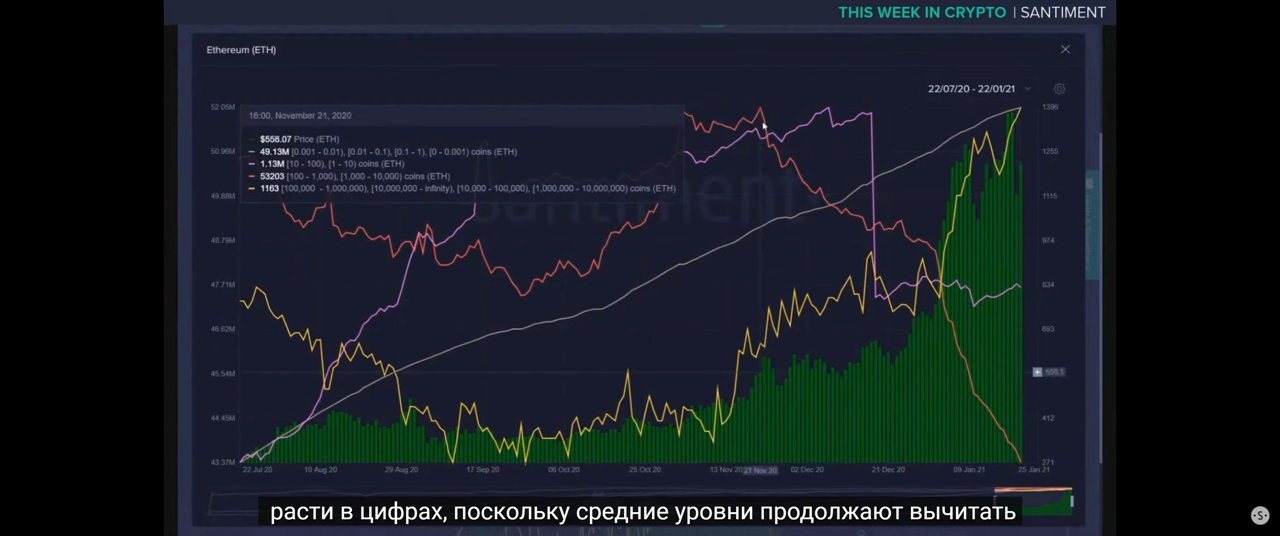 THIS WEEK IN CRYPTO | SANTIMENT
Ethereum (ETH)
22/07/20 - 22/01/21
16:00, November 21, 2020
$558.07 Price (ETH)
49.13M [0.001 - 0.01), [0.01 - 0.1), [0.1 - 1), [0 - 0.001) coins (ETH)
1.13M [10 - 100), [1 - 10) coins (ETH)
53203 [100 - 1,000), [1,000 - 10,000) coins (ETH)
1163 [100,000 - 1,000,000), [10,000,000 - Infinity), [10,000 - 100,000), [1,000,000 - 10,000,000) coins (ETH)
santiment
52.05M
50.96M
49.88M
48.79M
47.71M
46.62M
45.54M
44.45M
43.37M
1396
1255
1115
974
834
693
558.1
412
271
22 Jul 20 10 Aug 20 29 Aug 20 17 Sep 20 06 Oct 20 25 Oct 20 13 Nov 20 21 Nov 20 02 Dec 20 21 Dec 20 09 Jan 21 25 Jan 21
расти в цифрах, поскольку средние уровни продолжают вычитать
·S·